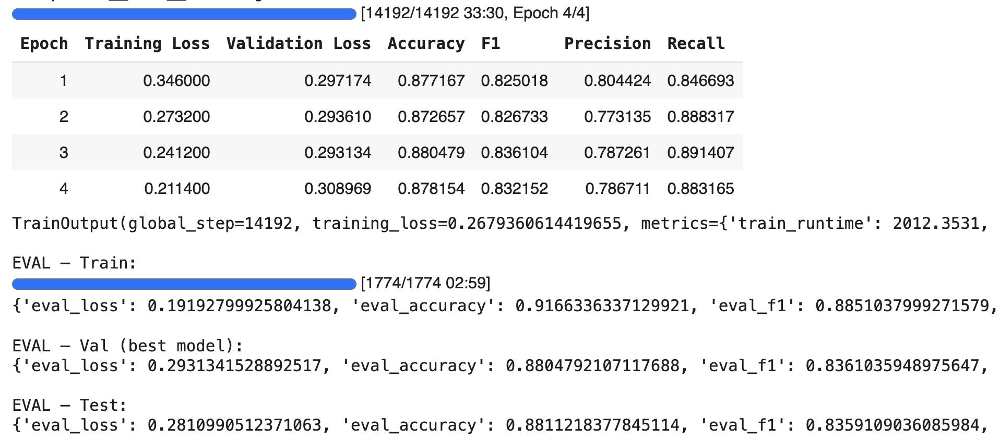 [14192/14192 33:30, Epoch 4/4]
Epoch Training Loss Validation Loss Accuracy F1 Precision Recall
1 0.346000 0.297174 0.877167 0.825018 0.804424 0.846693
2 0.273200 0.293610 0.872657 0.826733 0.773135 0.888317
3 0.241200 0.293134 0.880479 0.836104 0.787261 0.891407
4 0.211400 0.308969 0.878154 0.832152 0.786711 0.883165
TrainOutput(global_step=14192, training_loss=0.2679360614419655, metrics={'train_runtime': 2012.3531,
EVAL — Train:
[1774/1774 02:59]
{'eval_loss': 0.19192799925804138, 'eval_accuracy': 0.9166336337129921, 'eval_f1': 0.8851037999271579,
EVAL — Val (best model):
{'eval_loss': 0.2931341528892517, 'eval_accuracy': 0.8804792107117688, 'eval_f1': 0.8361035948975647,
EVAL — Test:
{'eval_loss': 0.2810990512371063, 'eval_accuracy': 0.8811218377845114, 'eval_f1': 0.8359109036085984,